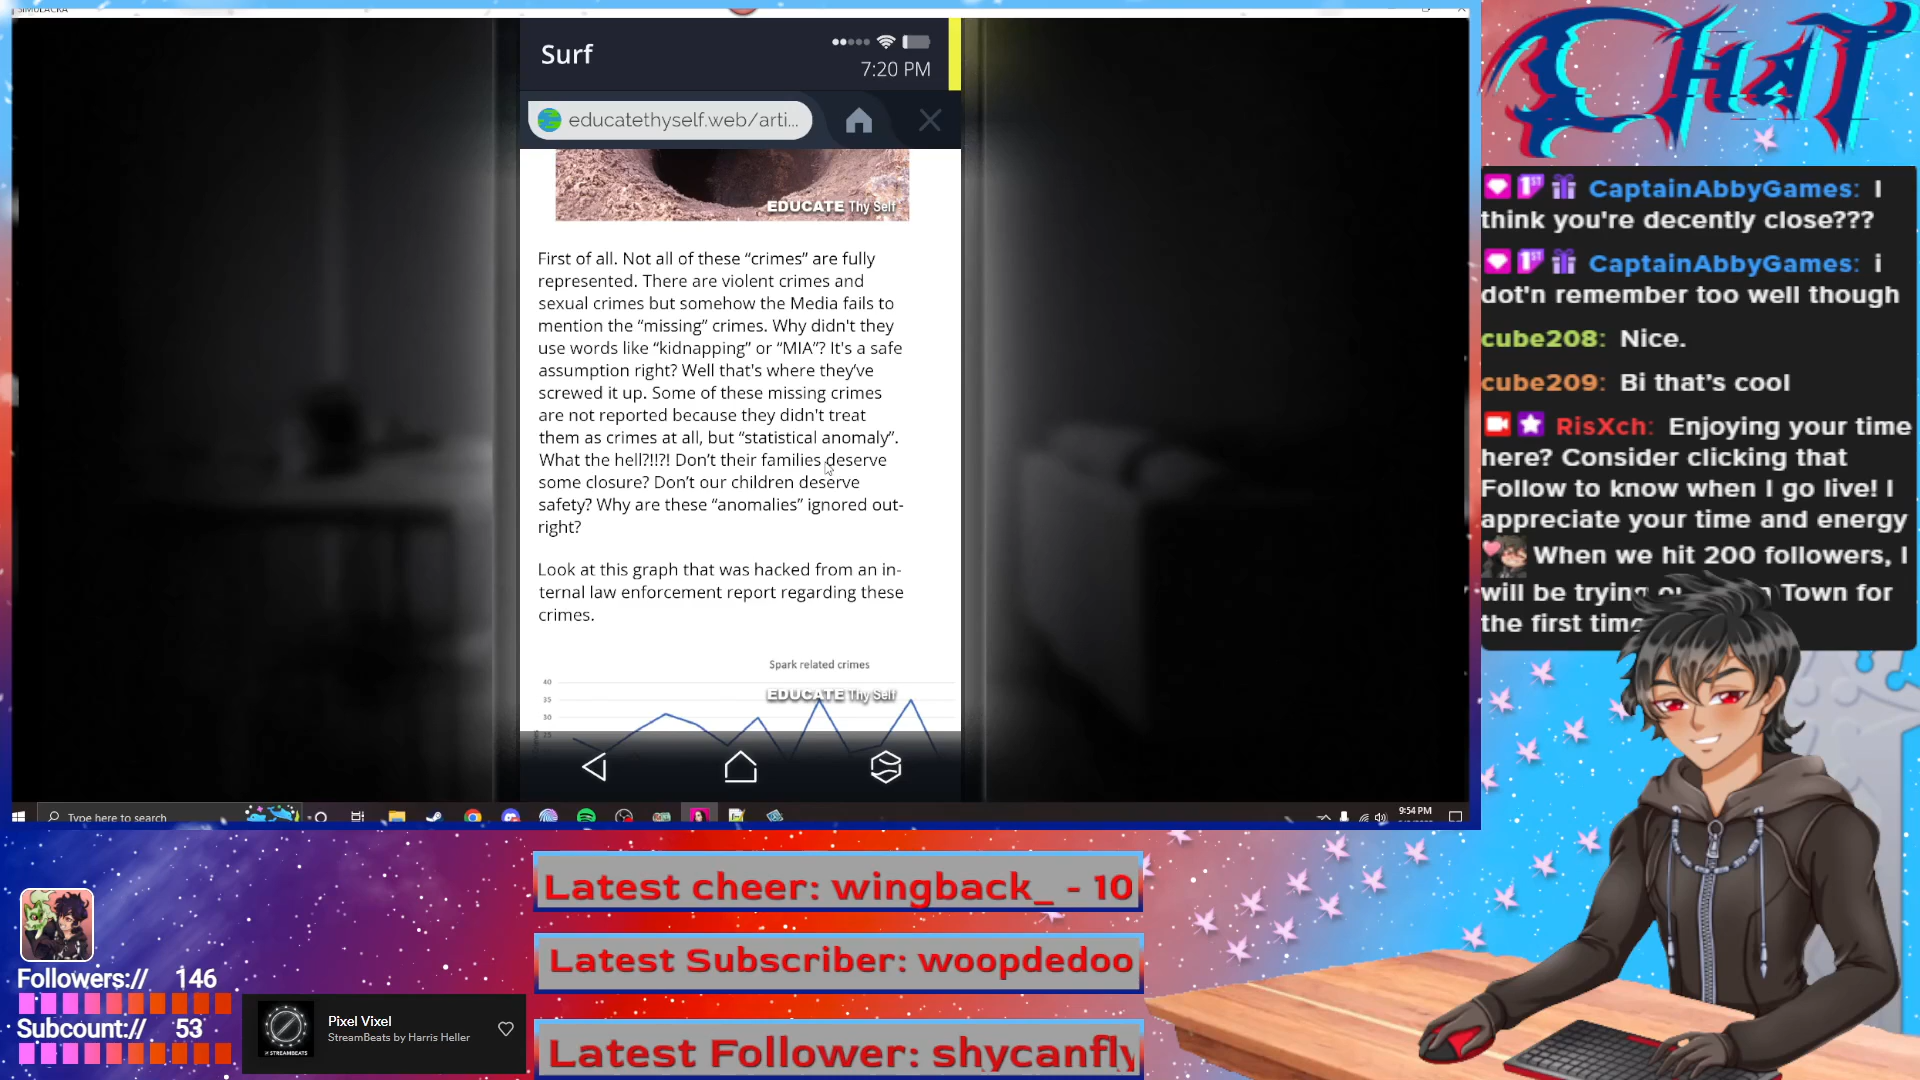 SIMULACRA
Surf
7:20 PM
educatethyself.web/arti...
EDUCATE Thy Self
First of all. Not all of these “crimes” are fully
represented. There are violent crimes and
sexual crimes but somehow the Media fails to
mention the “missing” crimes. Why didn't they
use words like “kidnapping” or “MIA”? It's a safe
assumption right? Well that's where they’ve
screwed it up. Some of these missing crimes
are not reported because they didn't treat
them as crimes at all, but “statistical anomaly”.
What the hell?!!?! Don’t their families deserve
some closure? Don’t our children deserve
safety? Why are these “anomalies” ignored out-
right?
Look at this graph that was hacked from an in-
ternal law enforcement report regarding these
crimes.
Spark related crimes
EDUCATE Thy Self
40
35
30
25
Type here to search
9:54 PM
CHAT
CaptainAbbyGames: I
think you're decently close???
CaptainAbbyGames: i
dot'n remember too well though
cube208: Nice.
cube209: Bi that’s cool
RisXch: Enjoying your time
here? Consider clicking that
Follow to know when I go live! I
appreciate your time and energy
When we hit 200 followers, I
will be trying Town for
the first time
Latest cheer: wingback_ - 10
Latest Subscriber: woopdedoo
Latest Follower: shycanfly
Followers:// 146
Subcount:// 53
STREAMBEATS
Pixel Vixel
StreamBeats by Harris Heller